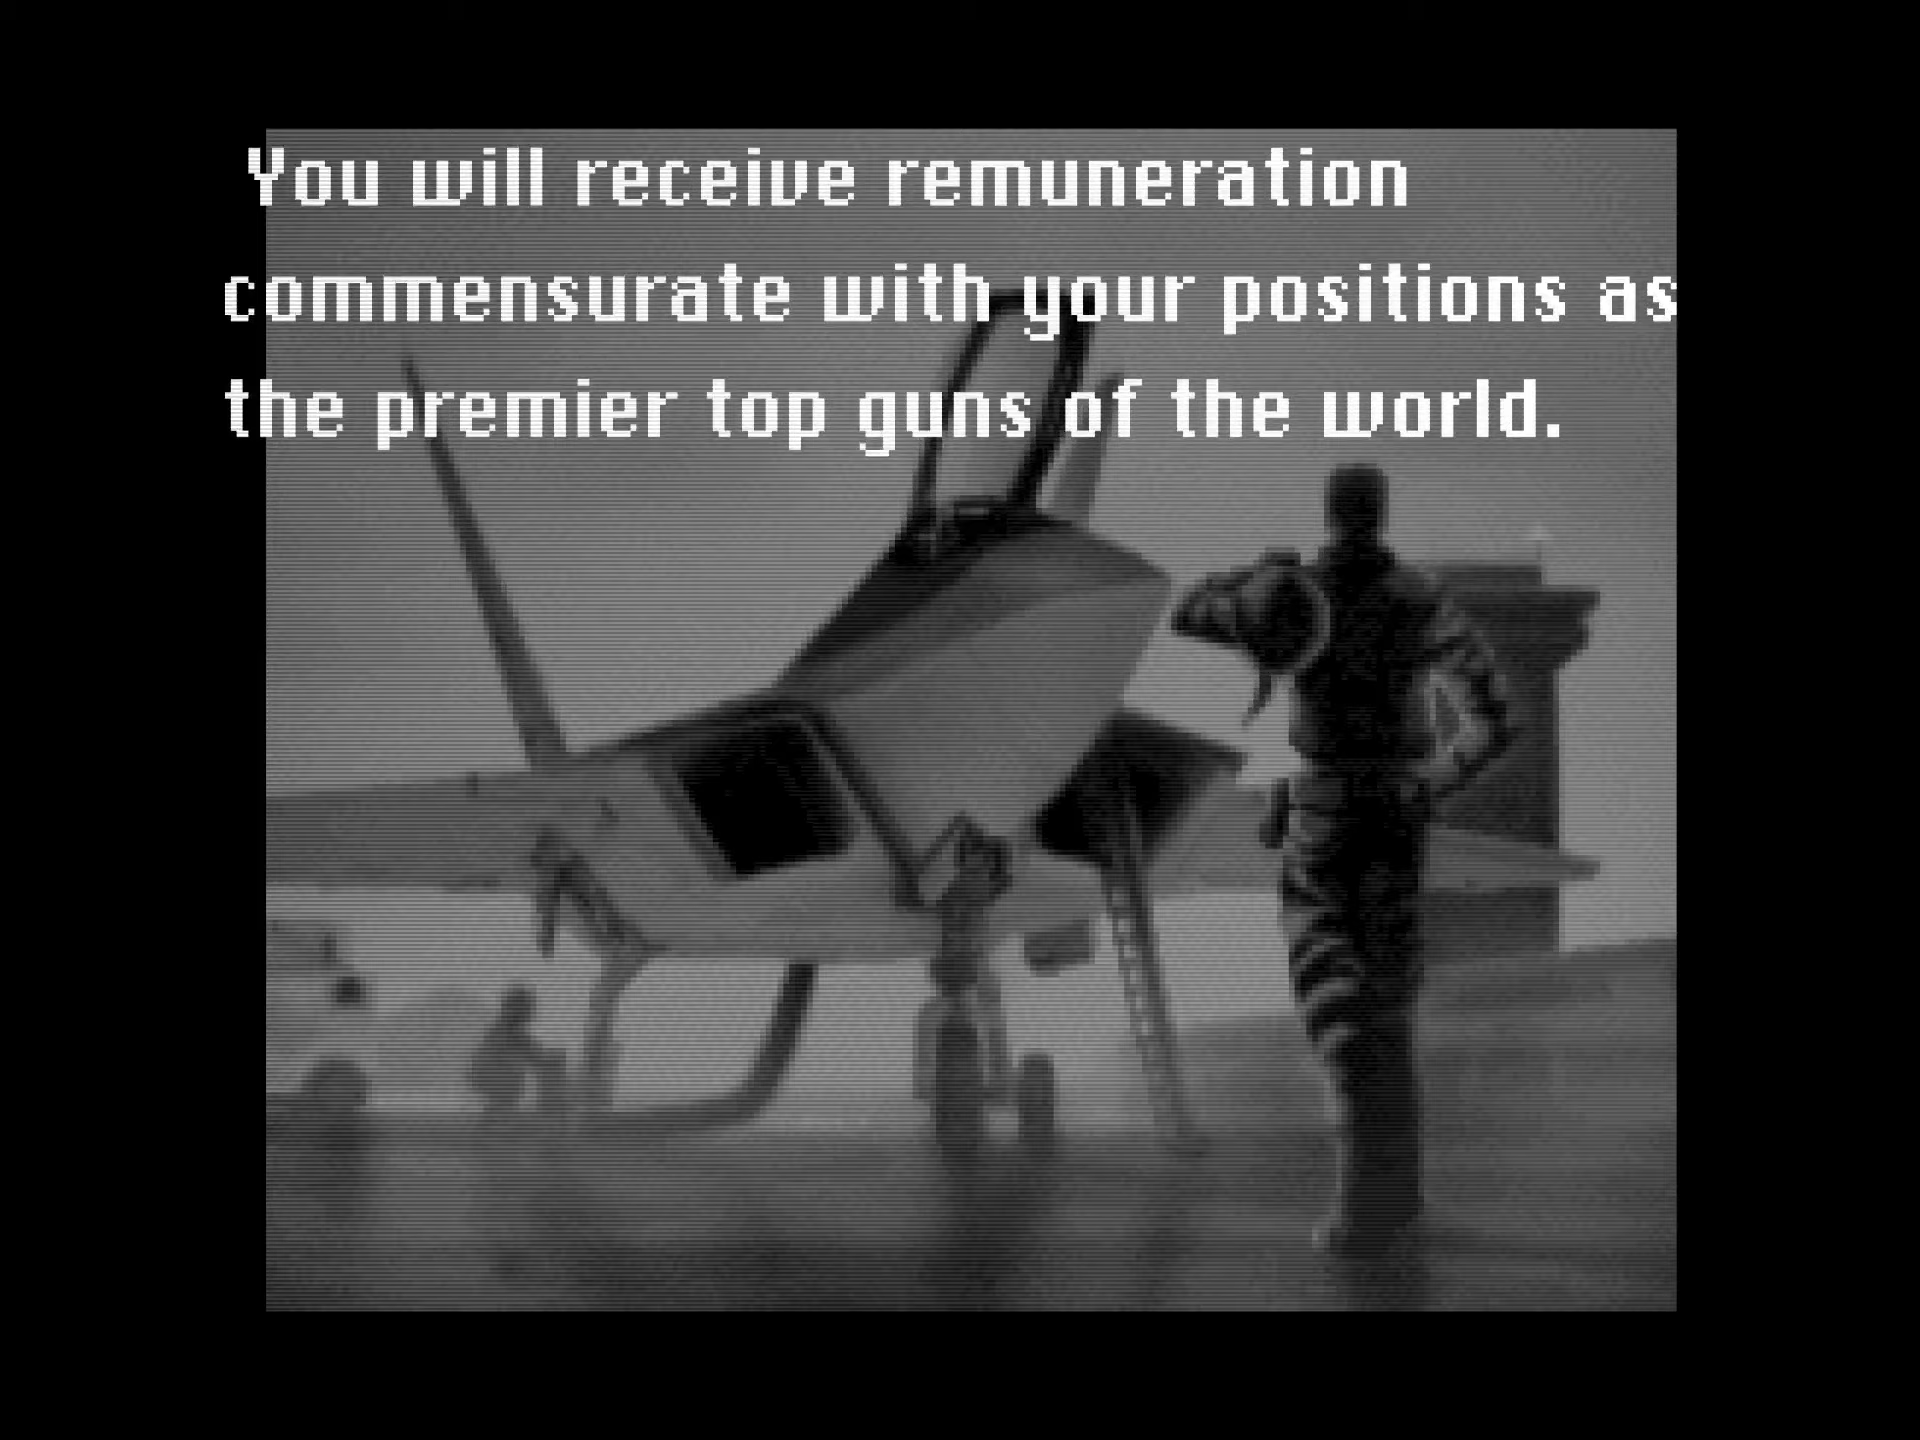 You will receive remuneration
commensurate with your positions as
the premier top guns of the world.